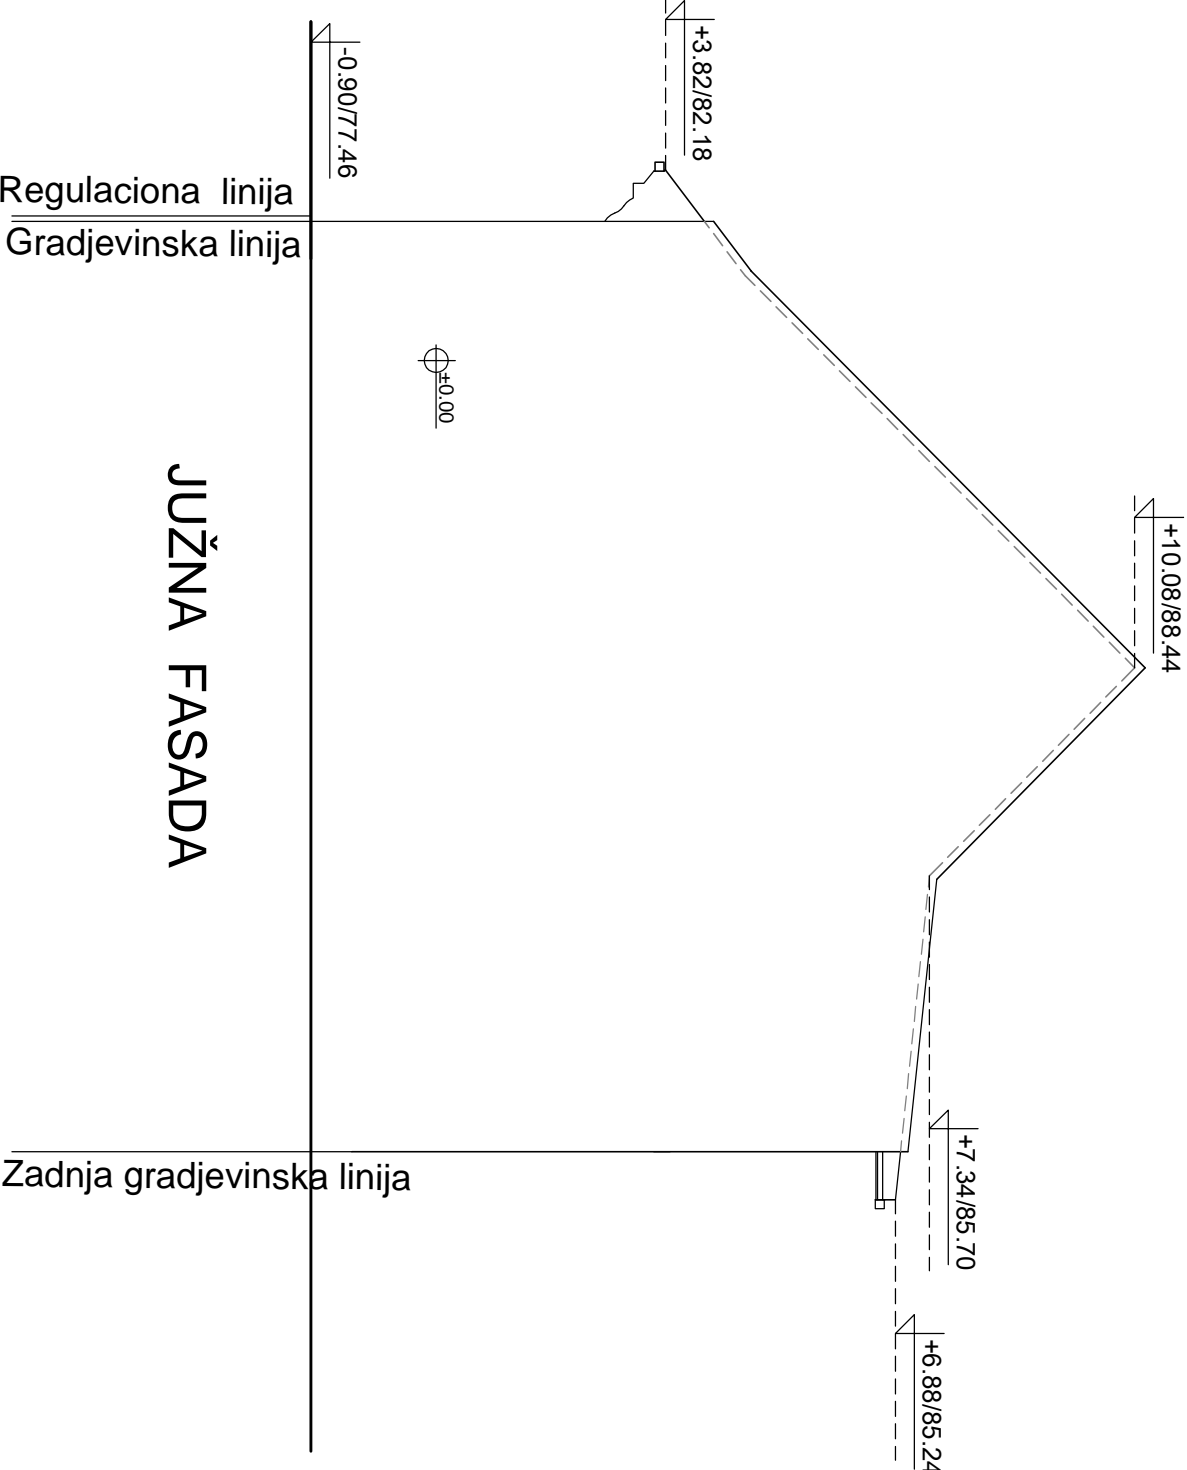 +3.82/82.18
-0.90/77.46
Regulaciona linija
Gradjevinska linija
±0.00
+10.08/88.44
JUŽNA FASADA
+7.34/85.70
Zadnja gradjevinska linija
+6.88/85.24